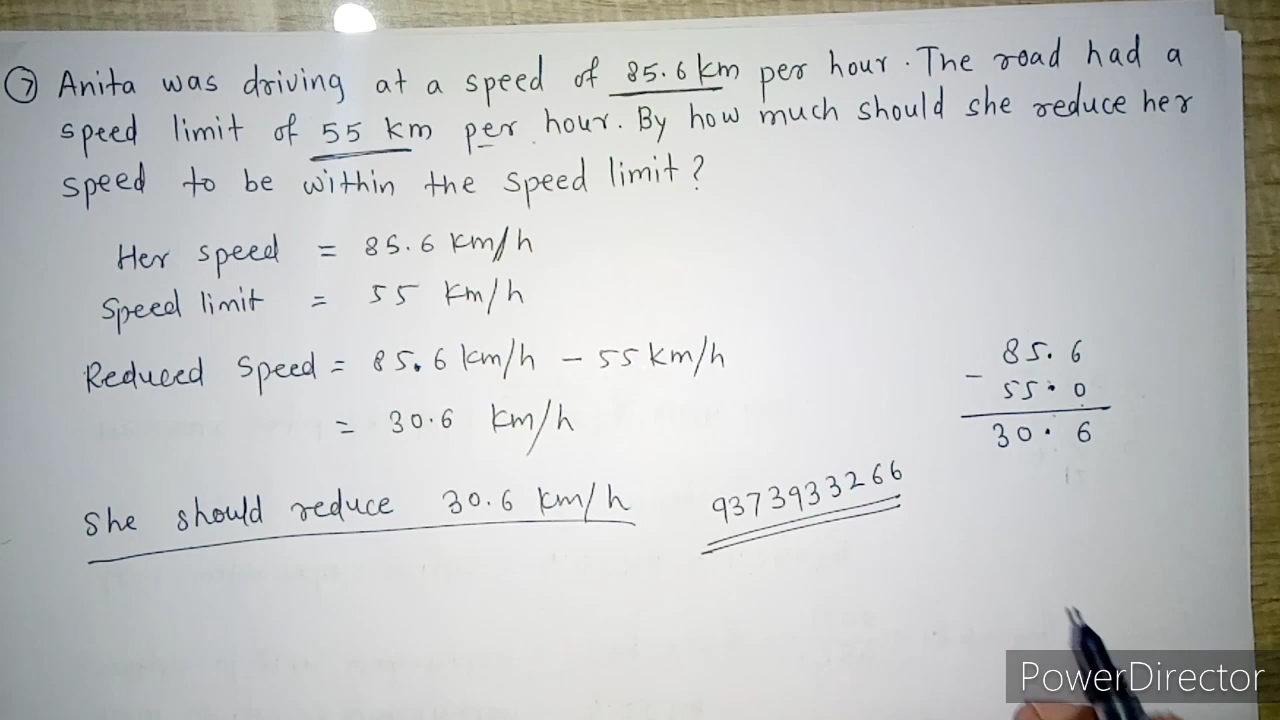 ⑦ Anita was driving at a speed of 85.6 km per hour. The road had a
speed limit of 55 km per hour. By how much should she reduce her
speed to be within the speed limit?
Her speed = 85.6 km/h
Speed limit = 55 km/h
Reduced Speed = 85.6 km/h - 55 km/h
= 30.6 km/h
85.6
- 55.0
30.6
She should reduce 30.6 km/h
9373933266
PowerDirector